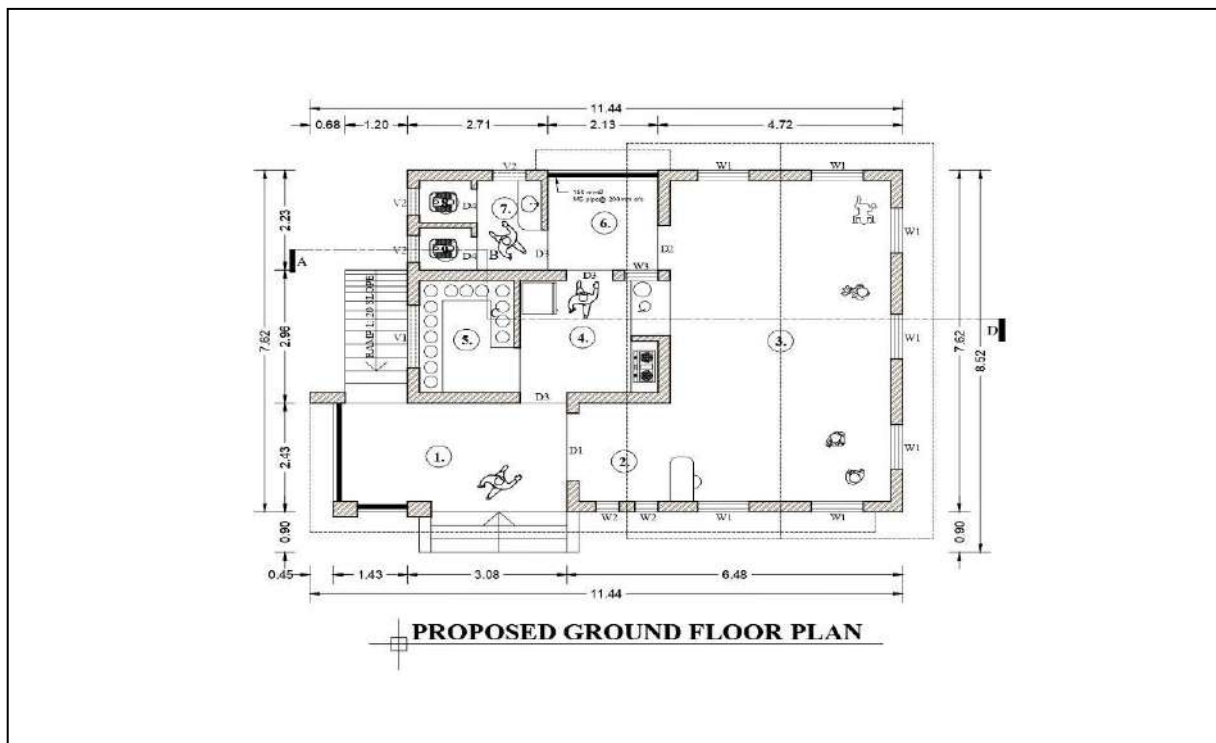 11.44
0.68 1.20 2.71 2.13 4.72
V2 W1 W1
7. 6.
V2 D4 W1
D3 D2
V2 D4
A B
D3 W3
RAMP 1: 20 SLOPE
V1 5. 4. 3. W1 D
D3
1. D1 2. W1
W2 W2 W1 W1
2.23
2.96
7.62
2.43
0.90
7.62
8.52
0.90
0.45 1.43 3.08 6.48
11.44
PROPOSED GROUND FLOOR PLAN